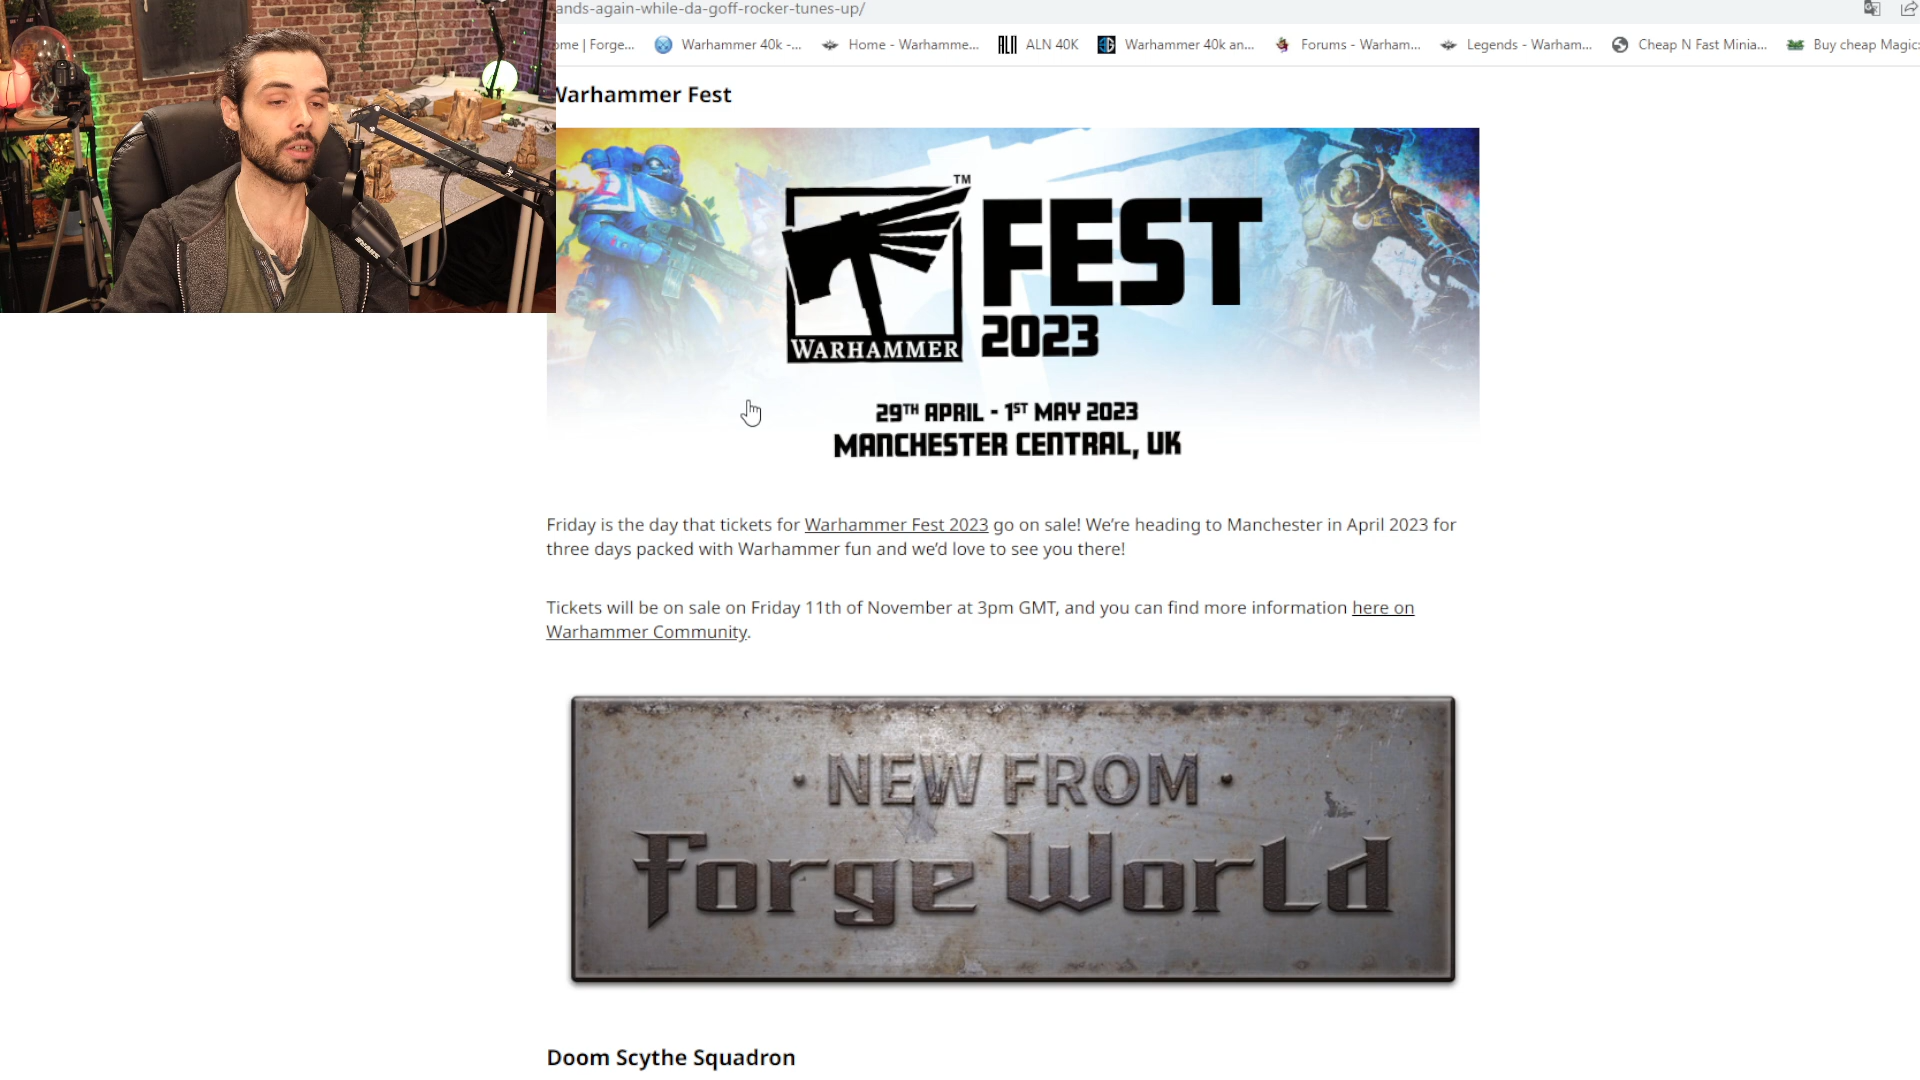 ands-again-while-da-goff-rocker-tunes-up/
ome | Forge...
Warhammer 40k -...
Home - Warhamme...
ALN 40K
Warhammer 40k an...
Forums - Warham...
Legends - Warham...
Cheap N Fast Minia...
Buy cheap Magic:
Warhammer Fest
WARHAMMER
TM
FEST
2023
29TH APRIL - 1ST MAY 2023
MANCHESTER CENTRAL, UK
Friday is the day that tickets for Warhammer Fest 2023 go on sale! We’re heading to Manchester in April 2023 for
three days packed with Warhammer fun and we’d love to see you there!
Tickets will be on sale on Friday 11th of November at 3pm GMT, and you can find more information here on
Warhammer Community.
• NEW FROM •
Forge World
Doom Scythe Squadron